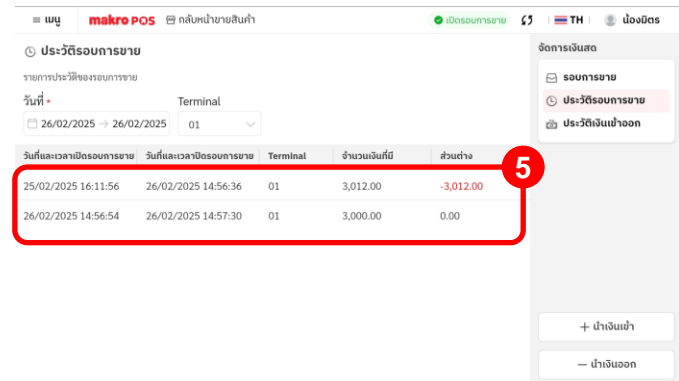 ≡ เมนู makro POS กลับหน้าขายสินค้า เปิดรอบการขาย TH น้องมิตร
ประวัติรอบการขาย
รายการประวัติของรอบการขาย
วันที่ • Terminal
26/02/2025 → 26/02/2025 01
วันที่และเวลาเปิดรอบการขาย วันที่และเวลาปิดรอบการขาย Terminal จำนวนเงินที่มี ส่วนต่าง
5
25/02/2025 16:11:56 26/02/2025 14:56:36 01 3,012.00 -3,012.00
26/02/2025 14:56:54 26/02/2025 14:57:30 01 3,000.00 0.00
จัดการเงินสด
รอบการขาย
ประวัติรอบการขาย
ประวัติเงินเข้าออก
+ นำเงินเข้า
− นำเงินออก